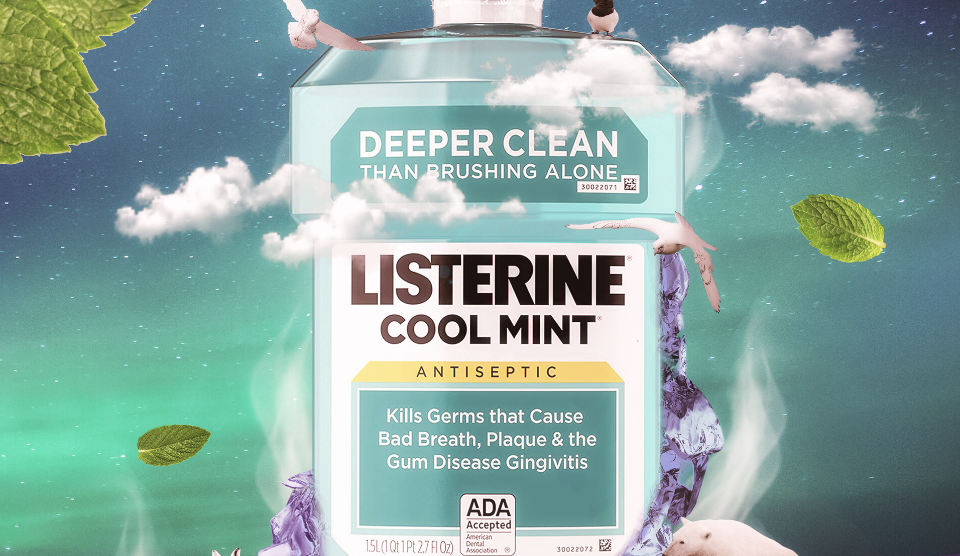 DEEPER CLEAN
THAN BRUSHING ALONE
30022071
LISTERINE®
COOL MINT®
ANTISEPTIC
Kills Germs that Cause
Bad Breath, Plaque & the
Gum Disease Gingivitis
ADA
Accepted
American
Dental
Association ®
1.5L (1 Qt 1 Pt 2.7 Fl Oz)
30022072